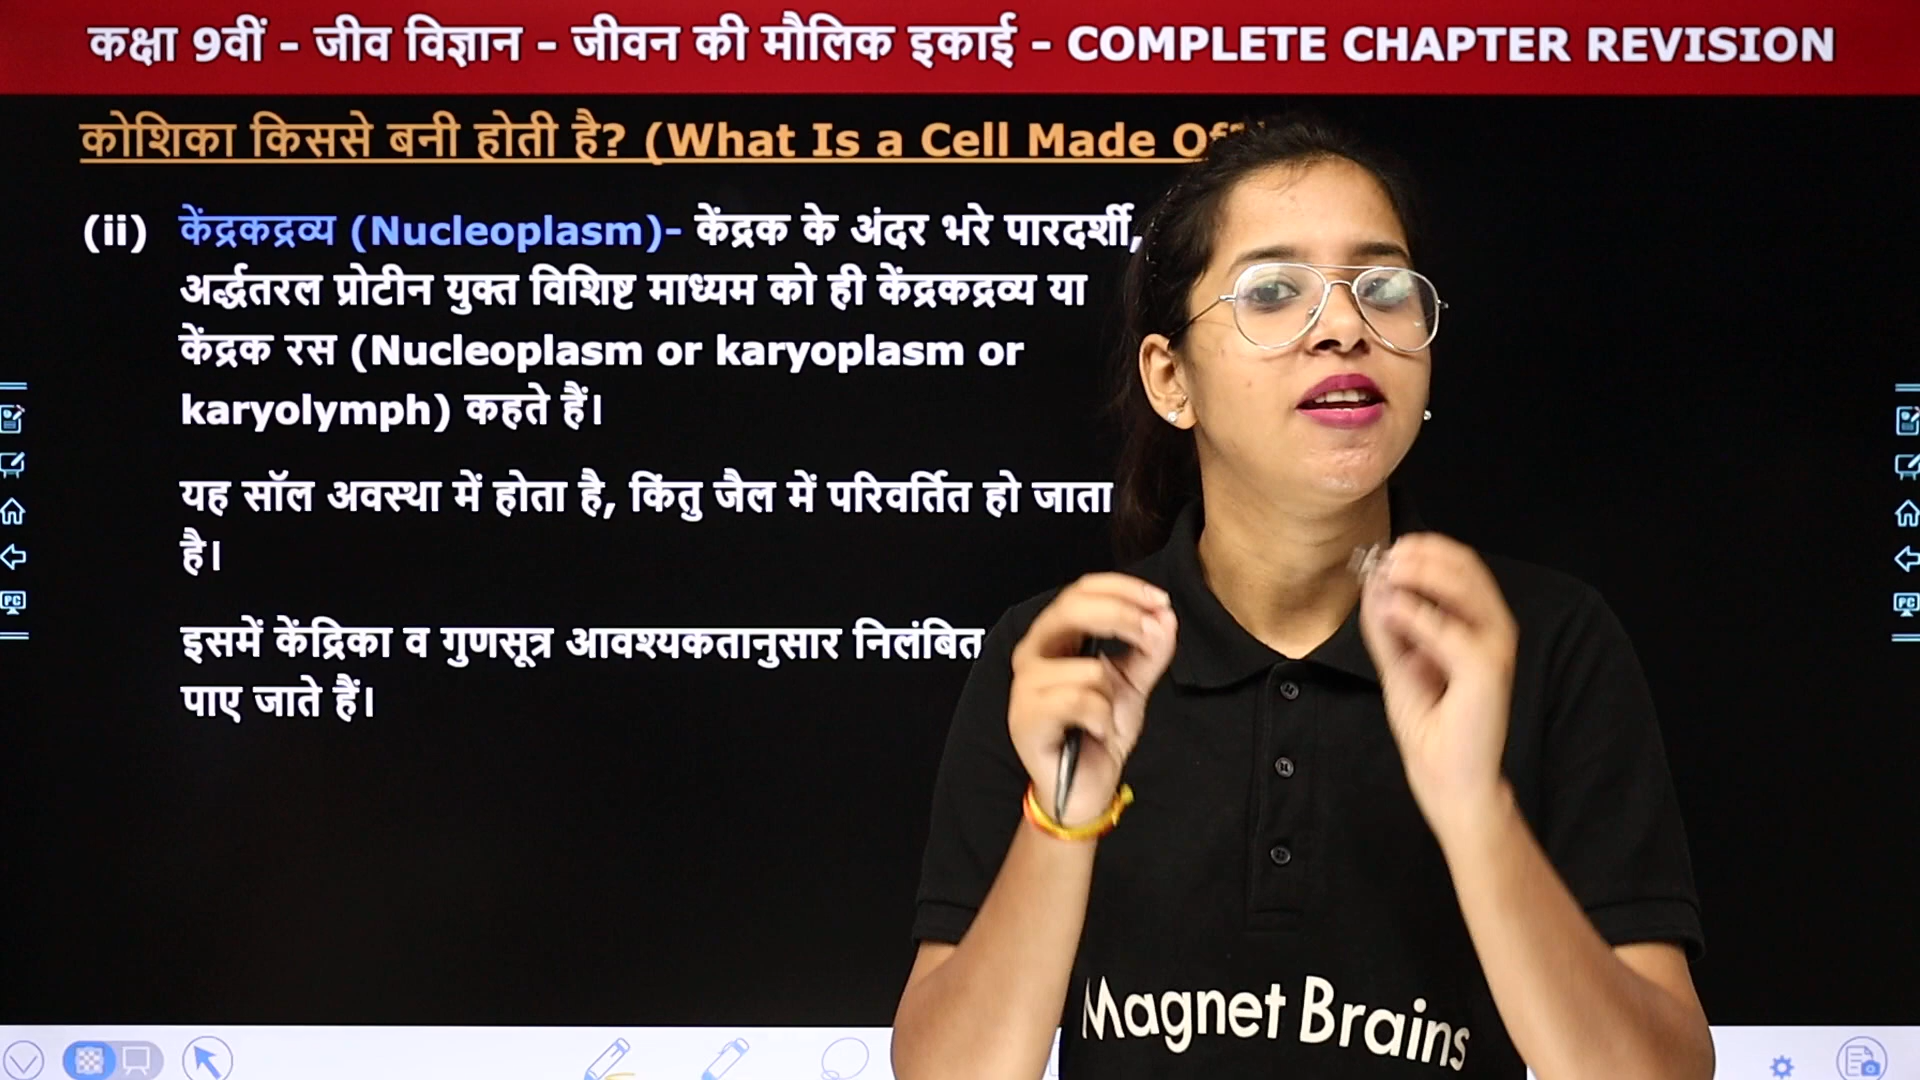 कक्षा 9वीं - जीव विज्ञान - जीवन की मौलिक इकाई - COMPLETE CHAPTER REVISION
कोशिका किससे बनी होती है? (What Is a Cell Made Of
(ii) केंद्रकद्रव्य (Nucleoplasm)- केंद्रक के अंदर भरे पारदर्शी,
अर्द्धतरल प्रोटीन युक्त विशिष्ट माध्यम को ही केंद्रकद्रव्य या
केंद्रक रस (Nucleoplasm or karyoplasm or
karyolymph) कहते हैं।
यह सॉल अवस्था में होता है, किंतु जैल में परिवर्तित हो जाता
है।
इसमें केंद्रिका व गुणसूत्र आवश्यकतानुसार निलंबित
पाए जाते हैं।
PC
PC
Magnet Brains